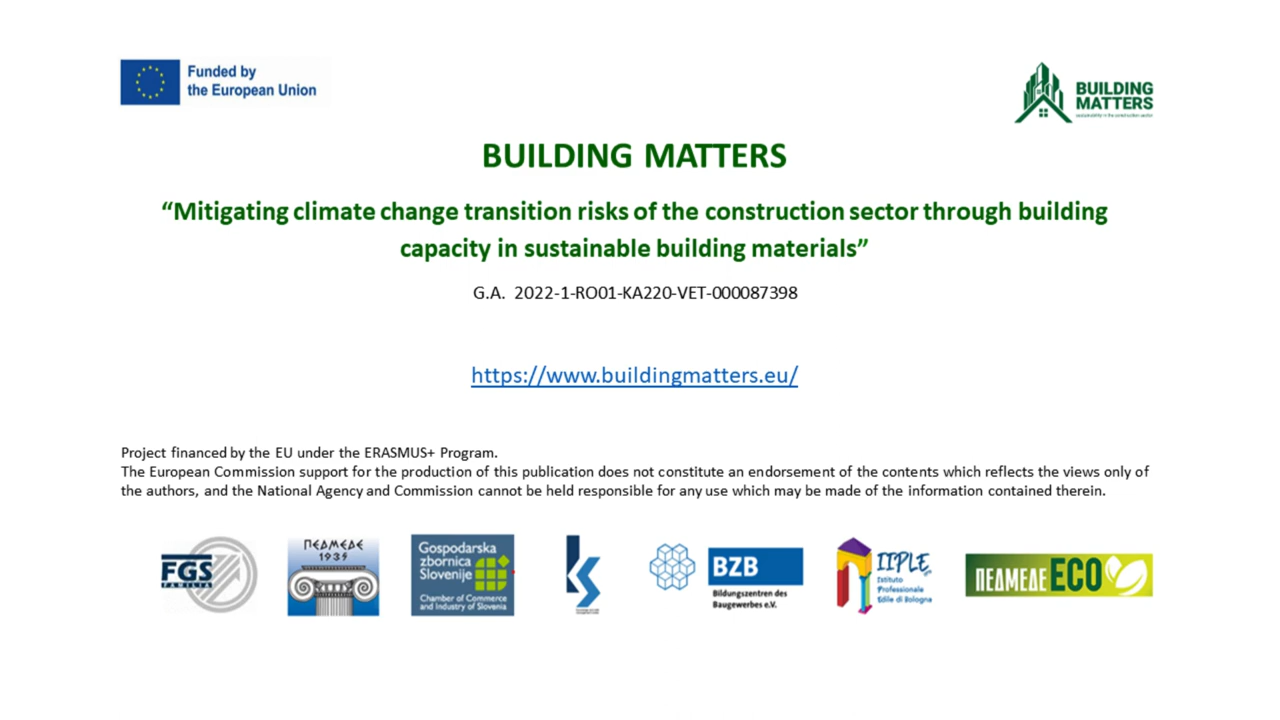 Funded by
the European Union
BUILDING
MATTERS
BUILDING MATTERS
“Mitigating climate change transition risks of the construction sector through building
capacity in sustainable building materials”
G.A. 2022-1-RO01-KA220-VET-000087398
https://www.buildingmatters.eu/
Project financed by the EU under the ERASMUS+ Program.
The European Commission support for the production of this publication does not constitute an endorsement of the contents which reflects the views only of
the authors, and the National Agency and Commission cannot be held responsible for any use which may be made of the information contained therein.
FGS
FAMILIA
ΠΕΔΜΕΔΕ
1935
Gospodarska
zbornica
Slovenije
Chamber of Commerce
and Industry of Slovenia
BZB
Bildungszentren des
Baugewerbes e.V.
IIPLE
Istituto
Professionale
Edile di Bologna
ΠΕΔΜΕΔΕ ECO